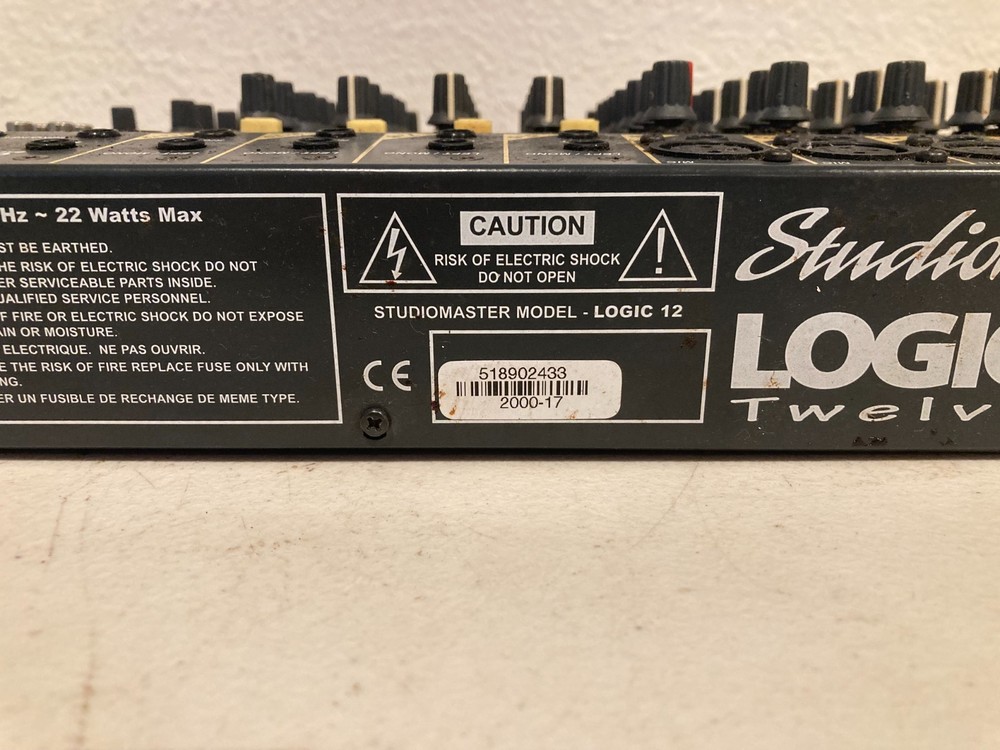 Hz ~ 22 Watts Max
ST BE EARTHED.
HE RISK OF ELECTRIC SHOCK DO NOT
ER SERVICEABLE PARTS INSIDE.
UALIFIED SERVICE PERSONNEL.
F FIRE OR ELECTRIC SHOCK DO NOT EXPOSE
AIN OR MOISTURE.
ELECTRIQUE. NE PAS OUVRIR.
E THE RISK OF FIRE REPLACE FUSE ONLY WITH
NG.
ER UN FUSIBLE DE RECHANGE DE MEME TYPE.
CAUTION
RISK OF ELECTRIC SHOCK
DO NOT OPEN
!
STUDIOMASTER MODEL - LOGIC 12
CE
518902433
2000-17
Studio
LOGIC
Twelv